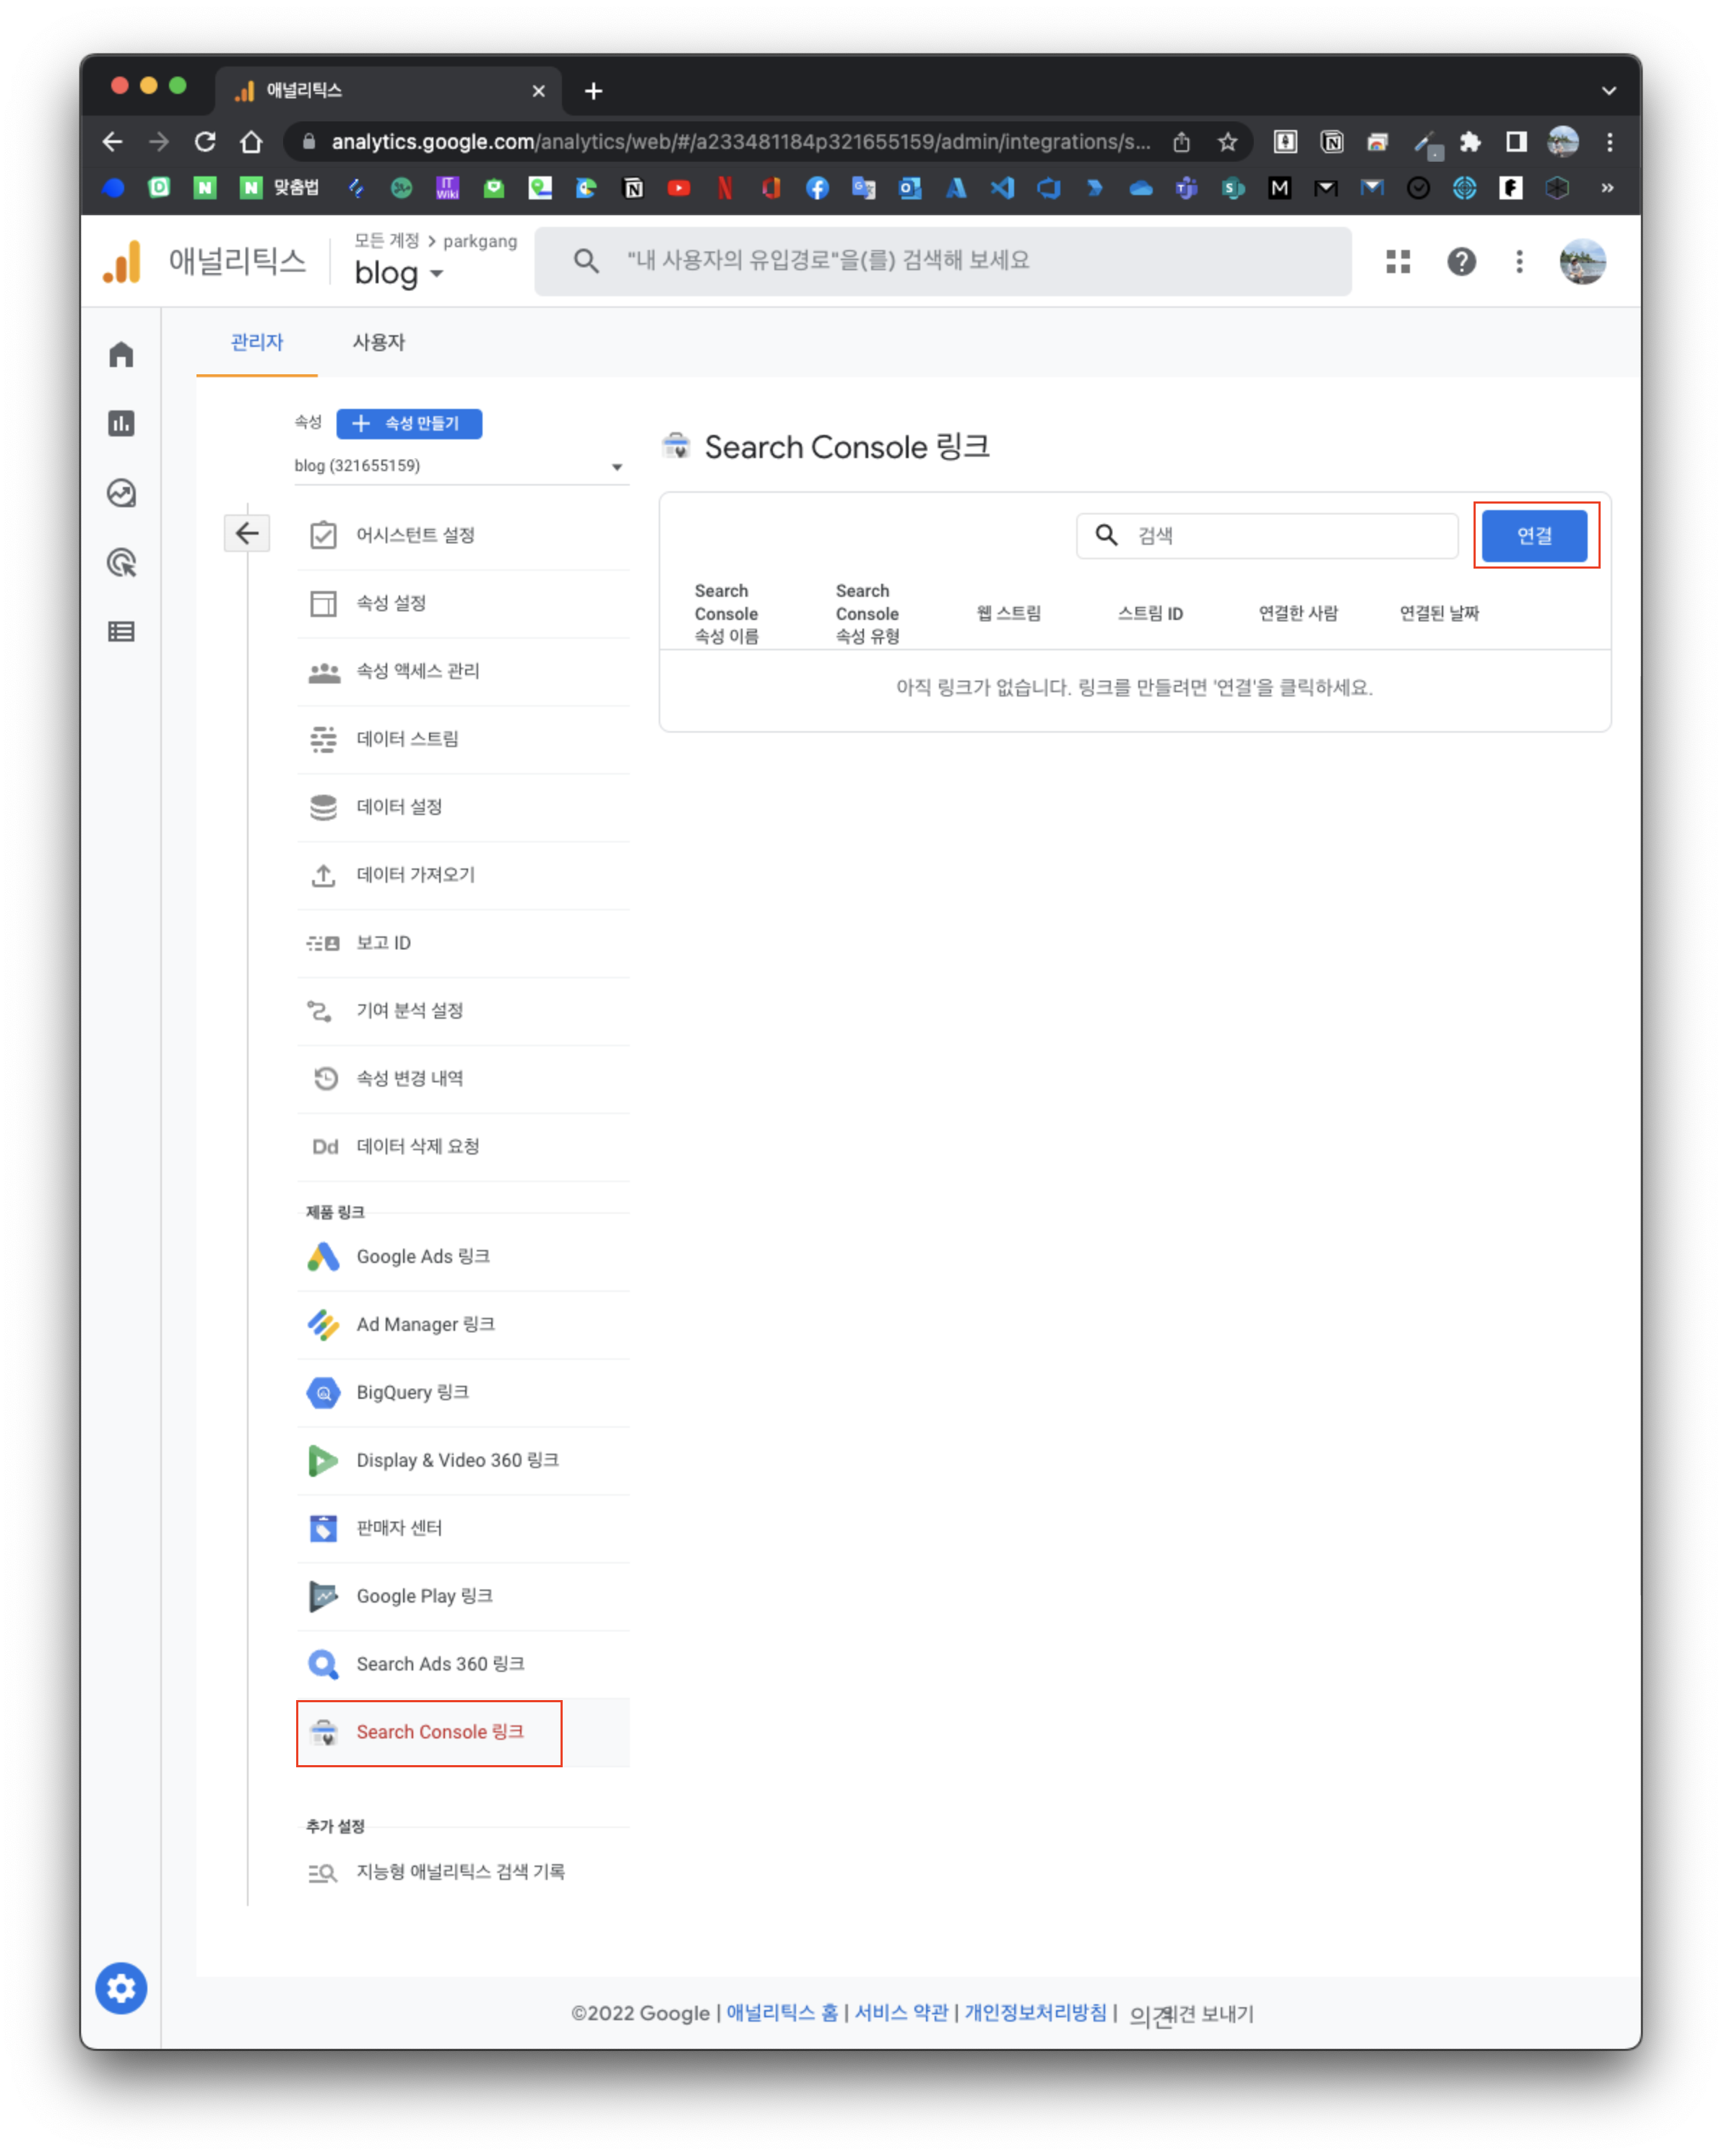 애널리틱스
analytics.google.com/analytics/web/#/a233481184p321655159/admin/integrations/s...
맞춤법
IT Wiki
애널리틱스
모든 계정 > parkgang
blog
"내 사용자의 유입경로"을(를) 검색해 보세요
관리자
사용자
속성
속성 만들기
blog (321655159)
어시스턴트 설정
속성 설정
속성 액세스 관리
데이터 스트림
데이터 설정
데이터 가져오기
보고 ID
기여 분석 설정
속성 변경 내역
Dd 데이터 삭제 요청
제품 링크
Google Ads 링크
Ad Manager 링크
BigQuery 링크
Display & Video 360 링크
판매자 센터
Google Play 링크
Search Ads 360 링크
Search Console 링크
추가 설정
지능형 애널리틱스 검색 기록
Search Console 링크
검색
연결
Search Console 속성 이름
Search Console 속성 유형
웹 스트림
스트림 ID
연결한 사람
연결된 날짜
아직 링크가 없습니다. 링크를 만들려면 '연결'을 클릭하세요.
©2022 Google | 애널리틱스 홈 | 서비스 약관 | 개인정보처리방침 | 의견 보내기